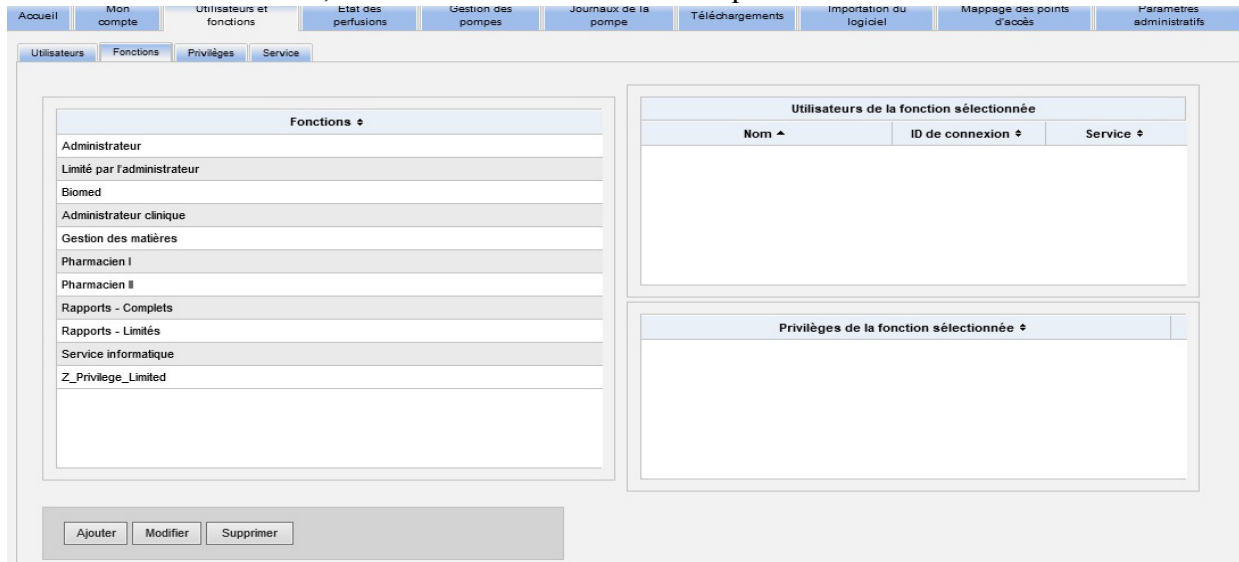 Accueil
Mon compte
Utilisateurs et fonctions
État des perfusions
Gestion des pompes
Journaux de la pompe
Téléchargements
Importation du logiciel
Mappage des points d'accès
Paramètres administratifs
Utilisateurs Fonctions Privilèges Service
Fonctions
Administrateur
Limité par l'administrateur
Biomed
Administrateur clinique
Gestion des matières
Pharmacien I
Pharmacien II
Rapports - Complets
Rapports - Limités
Service informatique
Z_Privilege_Limited
Utilisateurs de la fonction sélectionnée
Nom ID de connexion Service
Privilèges de la fonction sélectionnée
Ajouter Modifier Supprimer